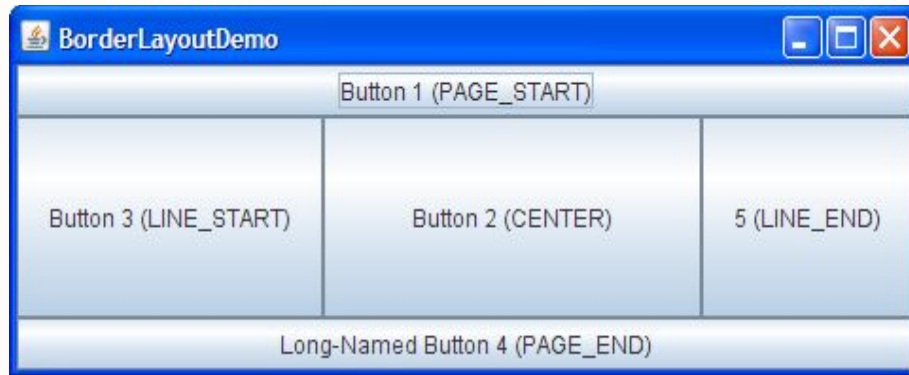 BorderLayoutDemo
Button 1 (PAGE_START)
Button 3 (LINE_START)
Button 2 (CENTER)
5 (LINE_END)
Long-Named Button 4 (PAGE_END)